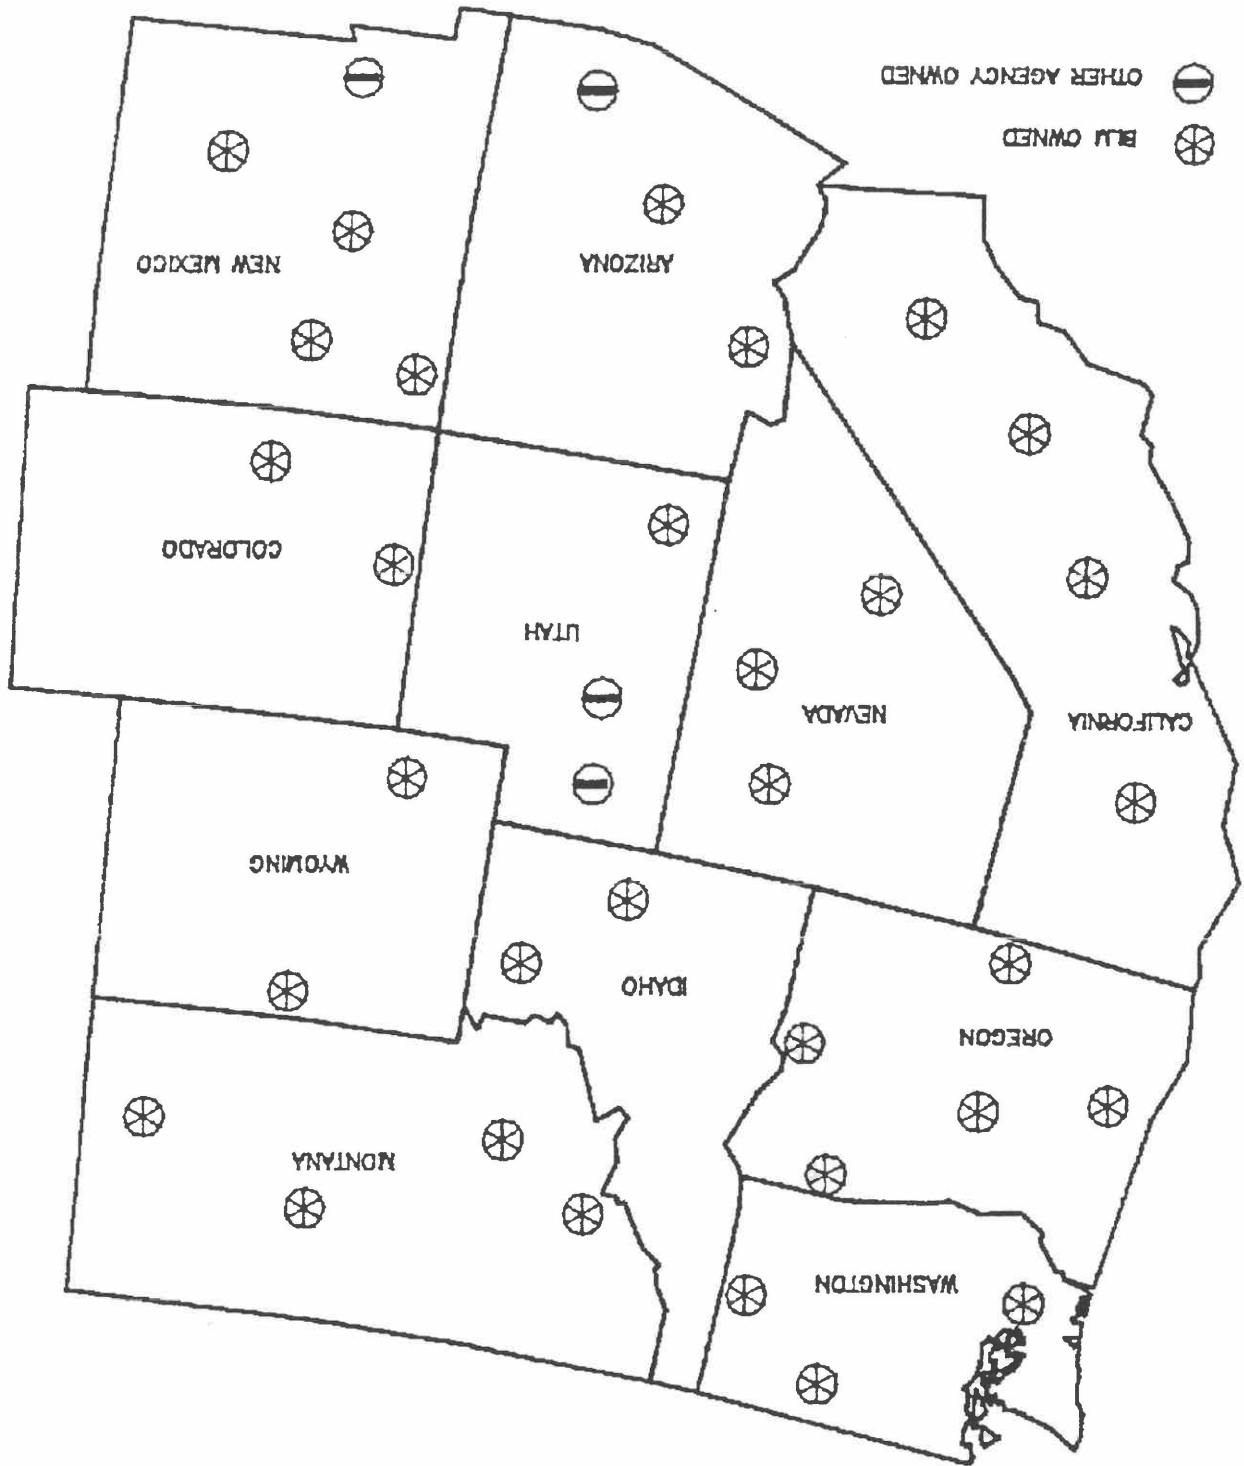 WASHINGTON
MONTANA
OREGON
IDAHO
WYOMING
CALIFORNIA
NEVADA
UTAH
COLORADO
ARIZONA
NEW MEXICO
BLM OWNED
OTHER AGENCY OWNED